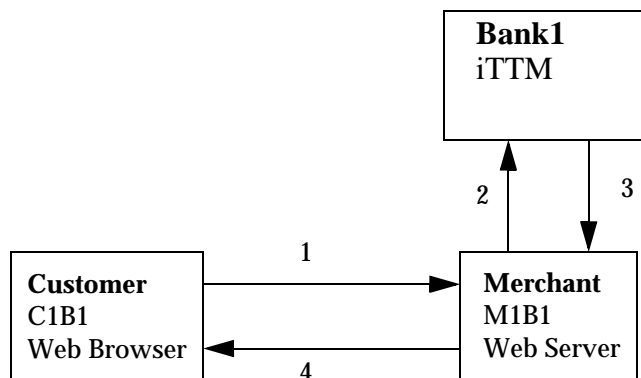 Bank1
iTTM
2
3
1
Customer
C1B1
Web Browser
Merchant
M1B1
Web Server
4